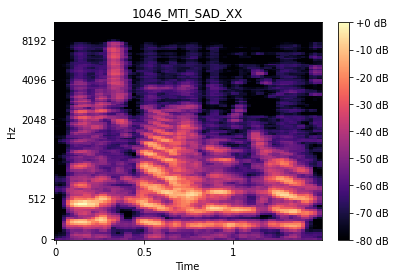 1046_MTI_SAD_XX
8192
4096
2048
1024
512
0
Hz
0
0.5
1
Time
+0 dB
-10 dB
-20 dB
-30 dB
-40 dB
-50 dB
-60 dB
-70 dB
-80 dB